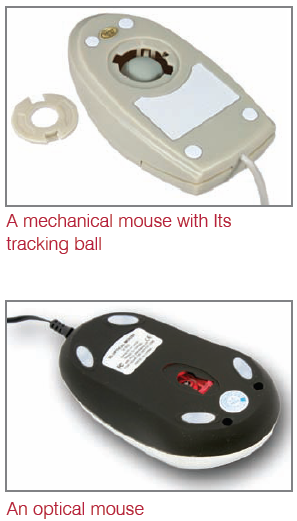 A mechanical mouse with Its
tracking ball
An optical mouse